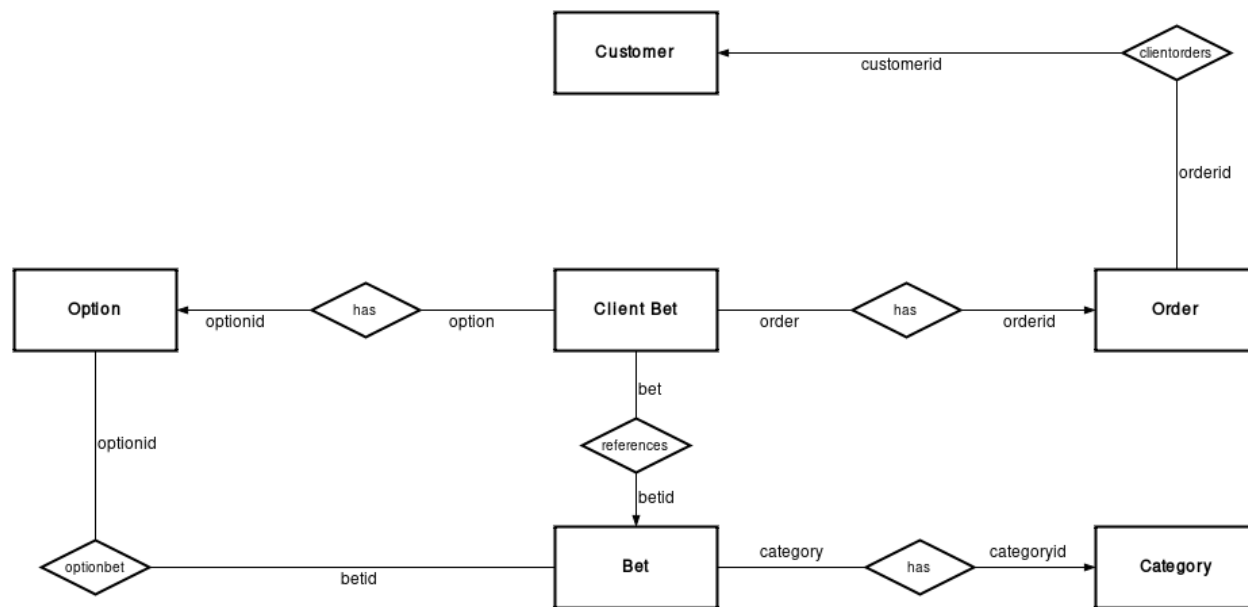 Customer
customerid
clientorders
orderid
Option
optionid
has
option
Client Bet
order
has
orderid
Order
bet
optionid
references
betid
optionbet
betid
Bet
category
has
categoryid
Category